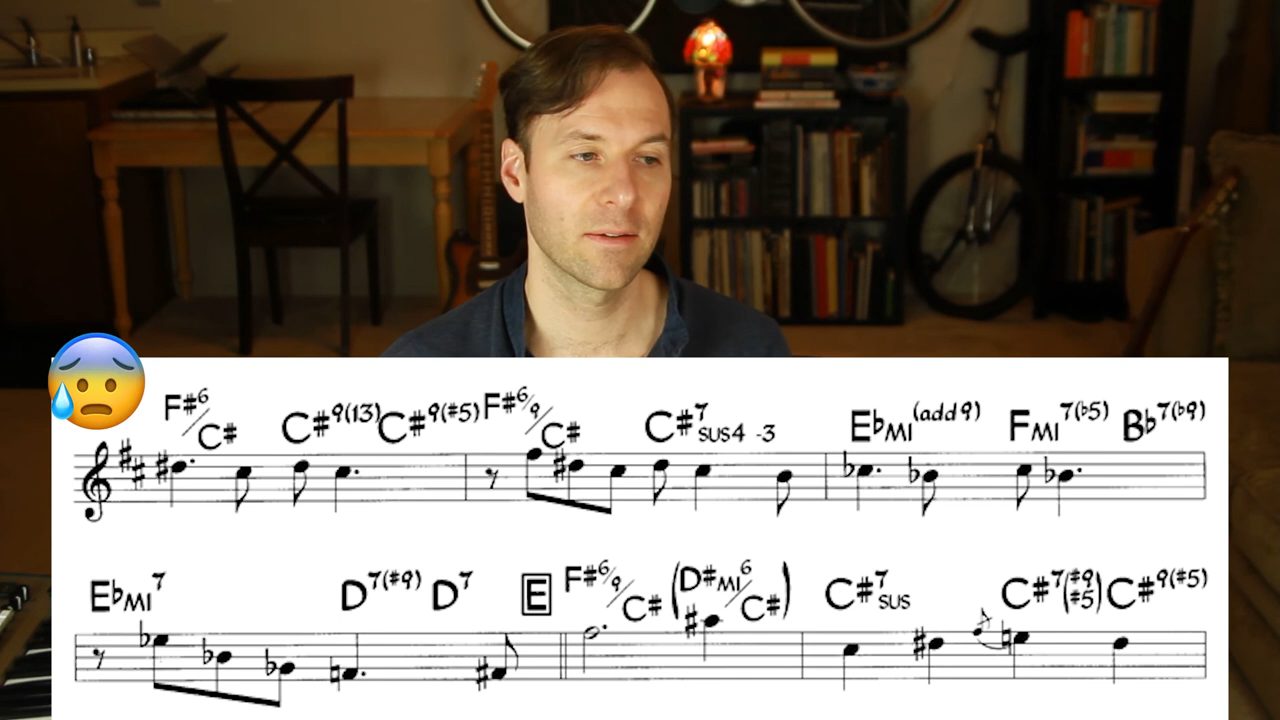 F#6/C# C#9(13) C#9(#5) F#6/9/C# C#7sus4 -3 Ebmi(add9) Fmi7(b5) Bb7(b9)
Ebmi7 D7(#9) D7 E F#6/9/C# (D#mi6/C#) C#7sus C#7(#9#5) C#9(#5)